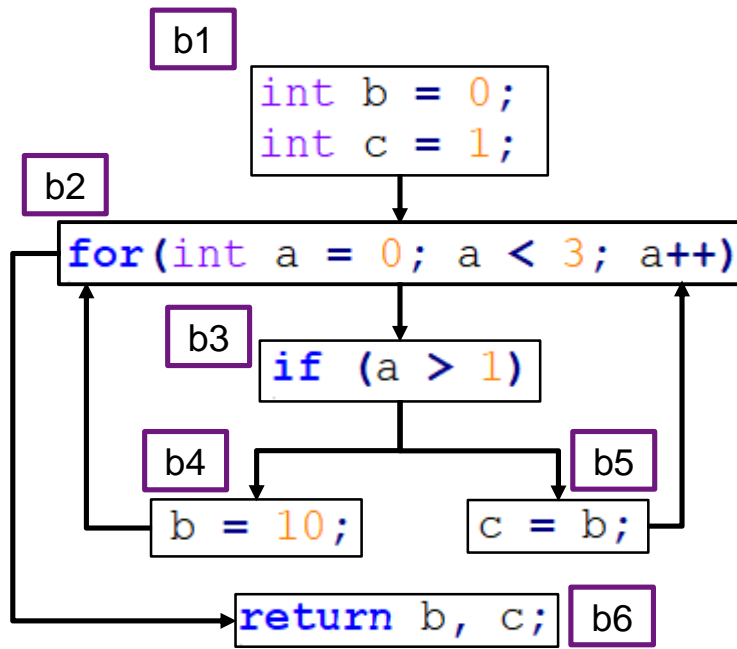 b1
int b = 0;
int c = 1;
b2
for(int a = 0; a < 3; a++)
b3
if (a > 1)
b4
b = 10;
b5
c = b;
return b, c;
b6